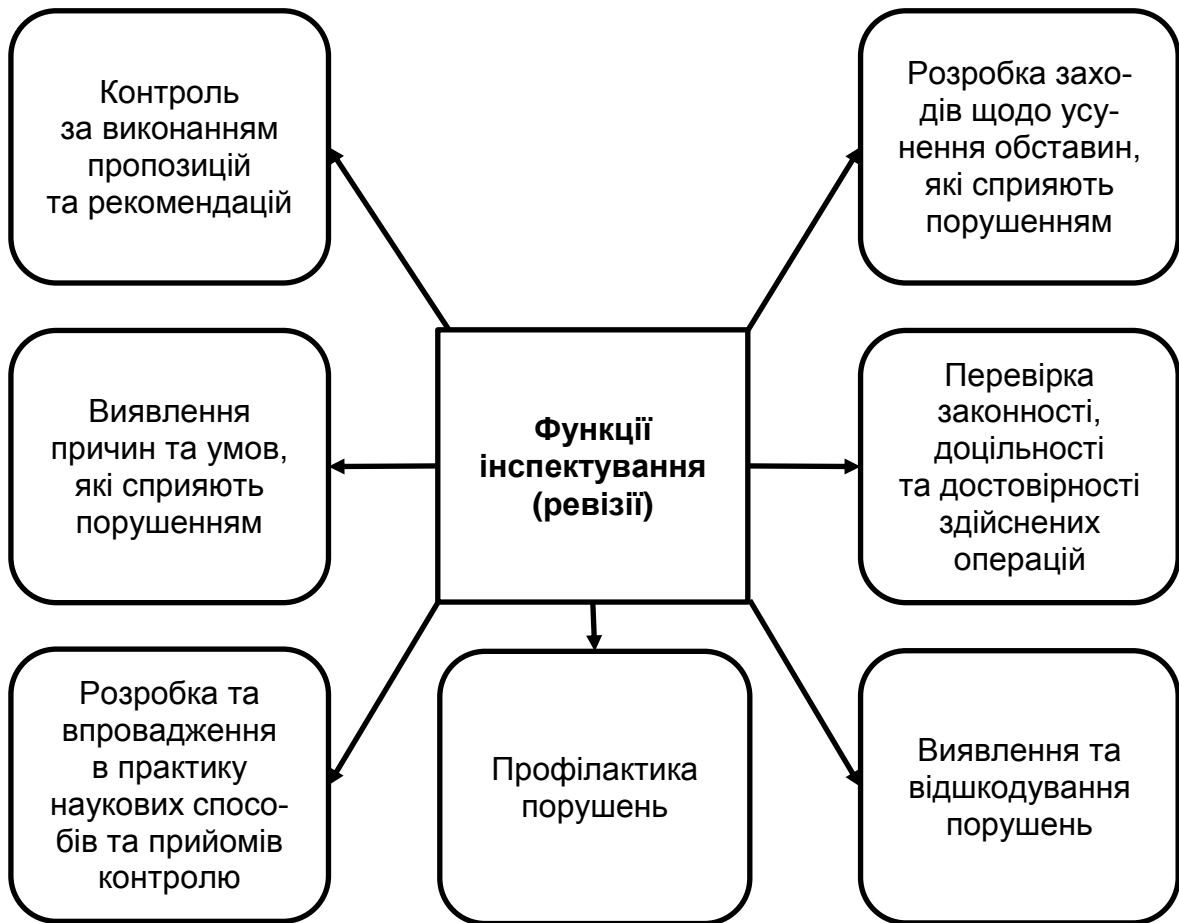 Контроль
за виконанням
пропозицій
та рекомендацій
Розробка захо-
дів щодо усу-
нення обставин,
які сприяють
порушенням
Виявлення
причин та умов,
які сприяють
порушенням
Функції
інспектування
(ревізії)
Перевірка
законності,
доцільності
та достовірності
здійснених
операцій
Розробка та
впровадження
в практику
наукових спосо-
бів та прийомів
контролю
Профілактика
порушень
Виявлення та
відшкодування
порушень